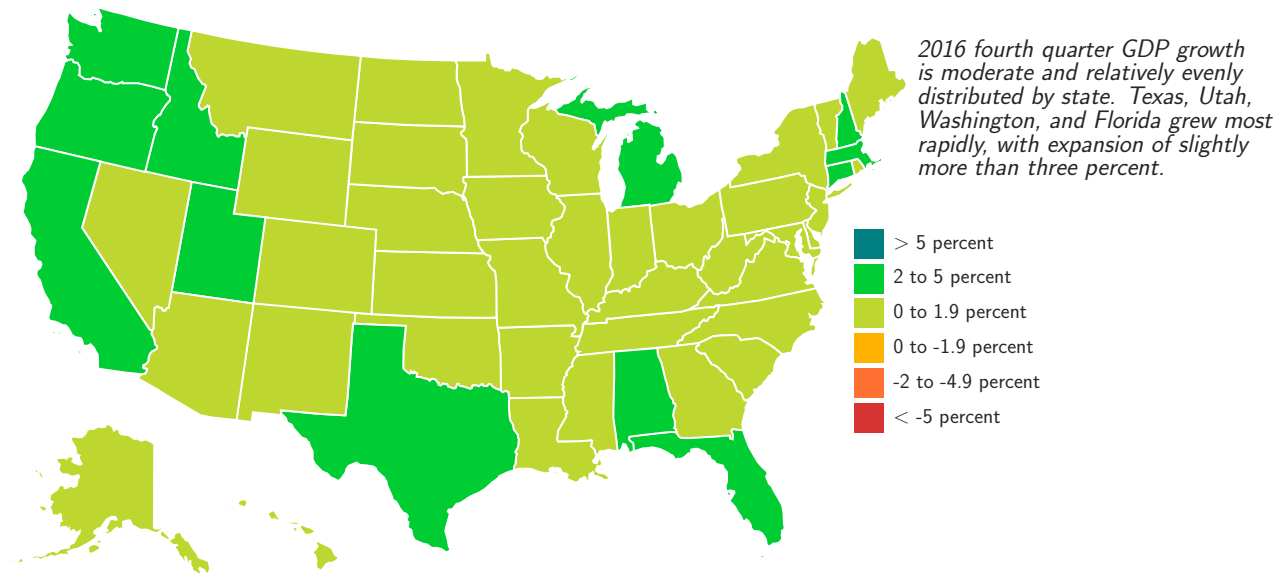 2016 fourth quarter GDP growth
is moderate and relatively evenly
distributed by state. Texas, Utah,
Washington, and Florida grew most
rapidly, with expansion of slightly
more than three percent.
> 5 percent
2 to 5 percent
0 to 1.9 percent
0 to -1.9 percent
-2 to -4.9 percent
< -5 percent